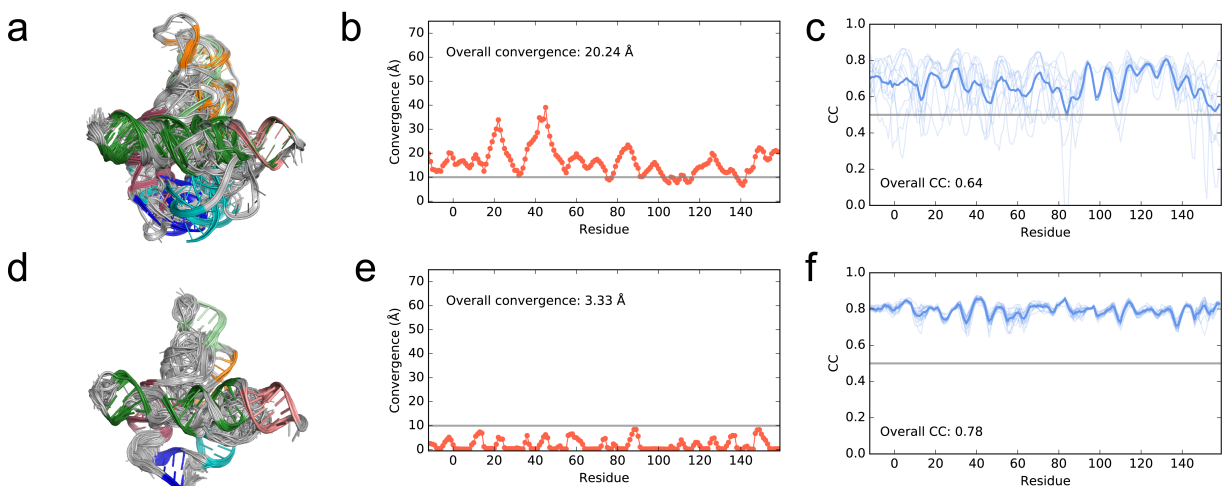 a
b
70
60
50
40
30
20
10
0
Convergence (Å)
Overall convergence: 20.24 Å
0 20 40 60 80 100 120 140
Residue
c
1.0
0.8
0.6
0.4
0.2
0.0
CC
Overall CC: 0.64
0 20 40 60 80 100 120 140
Residue
d
e
70
60
50
40
30
20
10
0
Convergence (Å)
Overall convergence: 3.33 Å
0 20 40 60 80 100 120 140
Residue
f
1.0
0.8
0.6
0.4
0.2
0.0
CC
Overall CC: 0.78
0 20 40 60 80 100 120 140
Residue